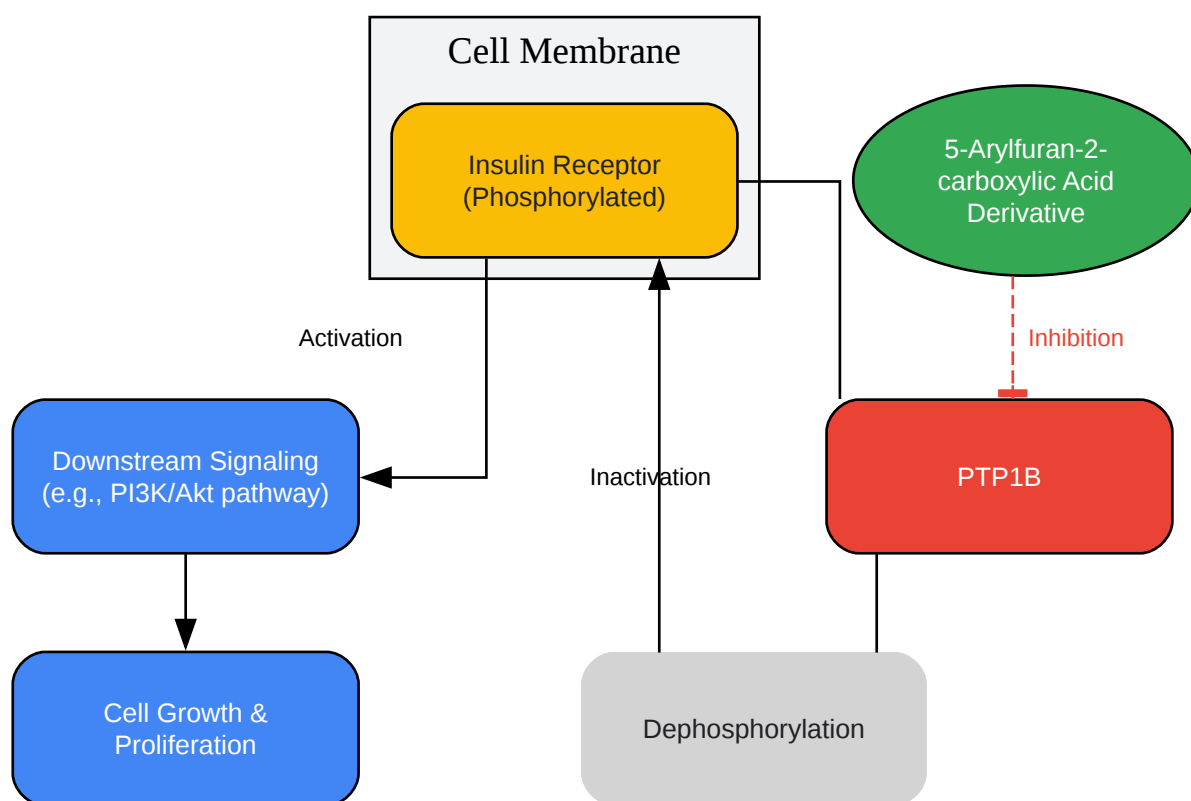 Cell Membrane
Insulin Receptor
(Phosphorylated)
5-Arylfuran-2-
carboxylic Acid
Derivative
Activation
Inhibition
Downstream Signaling
(e.g., PI3K/Akt pathway)
Inactivation
PTP1B
Cell Growth &
Proliferation
Dephosphorylation